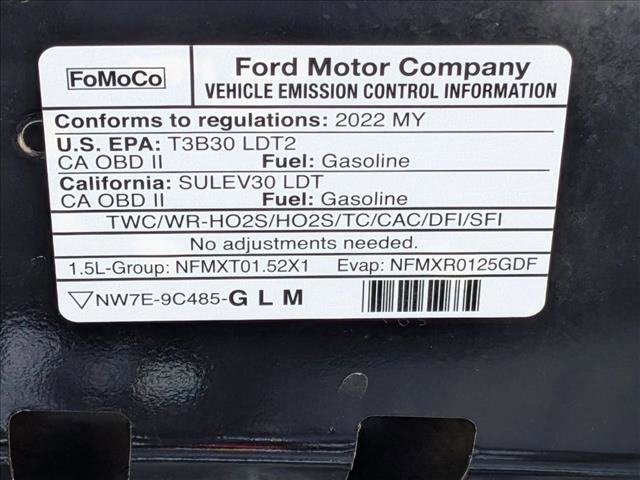 FoMoCo
Ford Motor Company
VEHICLE EMISSION CONTROL INFORMATION
Conforms to regulations: 2022 MY
U.S. EPA: T3B30 LDT2
CA OBD II Fuel: Gasoline
California: SULEV30 LDT
CA OBD II Fuel: Gasoline
TWC/WR-HO2S/HO2S/TC/CAC/DFI/SFI
No adjustments needed.
1.5L-Group: NFMXT01.52X1 Evap: NFMXR0125GDF
NW7E-9C485-G L M